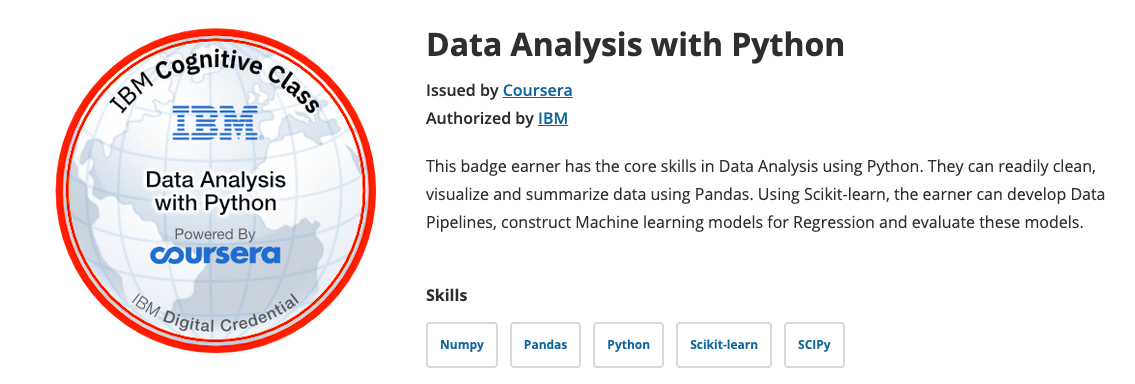 IBM Cognitive Class
IBM
Data Analysis
with Python
Powered By
coursera
IBM Digital Credential
Data Analysis with Python
Issued by Coursera
Authorized by IBM
This badge earner has the core skills in Data Analysis using Python. They can readily clean,
visualize and summarize data using Pandas. Using Scikit-learn, the earner can develop Data
Pipelines, construct Machine learning models for Regression and evaluate these models.
Skills
Numpy Pandas Python Scikit-learn SCIPy